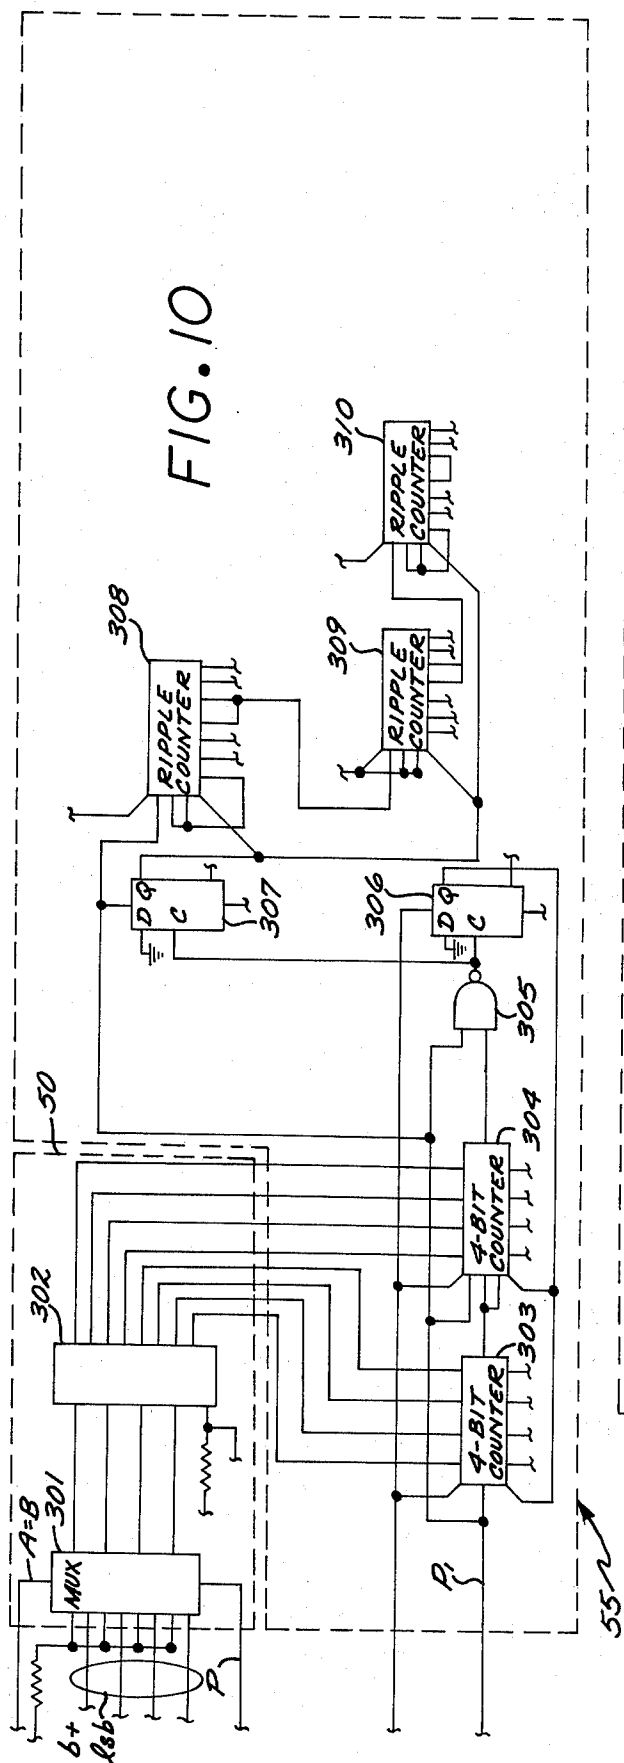 FIG. 10
50
302
A=B
301
MUX
b+
lsb
P
308
RIPPLE
COUNTER
310
RIPPLE
COUNTER
309
RIPPLE
COUNTER
D Q
C
307
306
D Q
C
305
304
4-BIT
COUNTER
303
4-BIT
COUNTER
P1
55